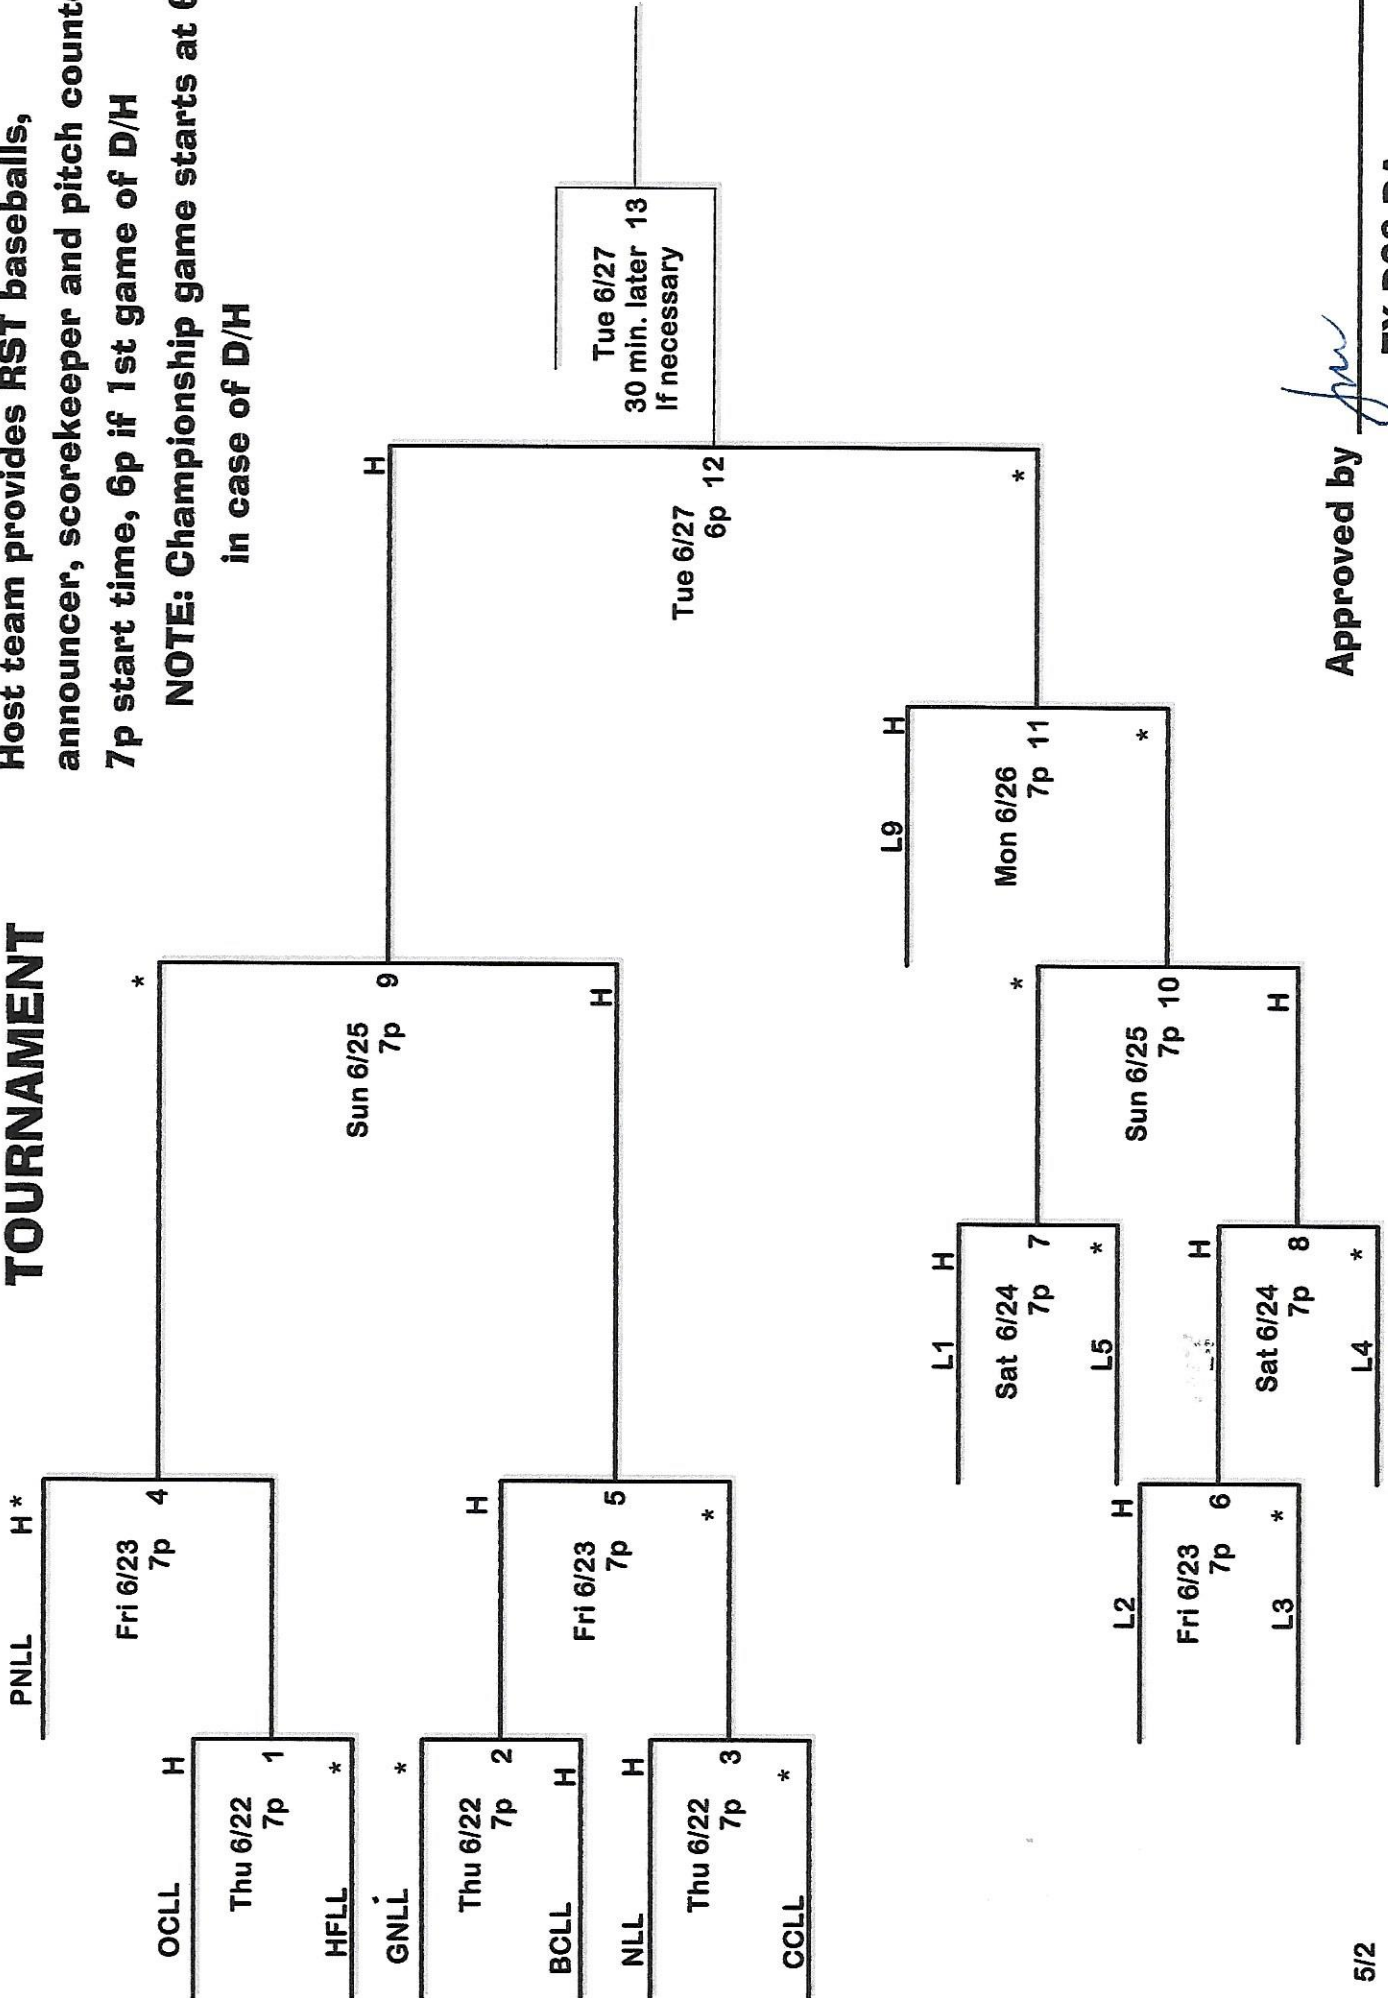 TOURNAMENT
Host team provides RST baseballs,
announcer, scorekeeper and pitch
7p start time, 6p if 1st game of D/H
NOTE: Championship game starts at
in case of D/H
PNLL H *
Fri 6/23 4
7p
OCLL H
Thu 6/22 1
7p
HFLL *
GNLL *
Thu 6/22 2
7p
BCLL H
NLL H
Thu 6/22 3
7p
CCLL *
H
Fri 6/23 5
7p
*
*
Sun 6/25 9
7p
H
H
Tue 6/27 12
6p
*
Tue 6/27
30 min. later 13
If necessary
L9 H
Mon 6/26 11
7p
*
L1 H
Sat 6/24 7
7p
L5 *
*
Sun 6/25 10
7p
H
L2 H
Fri 6/23 6
7p
L3 *
H
Sat 6/24 8
7p
L4 *
5/2
Approved by